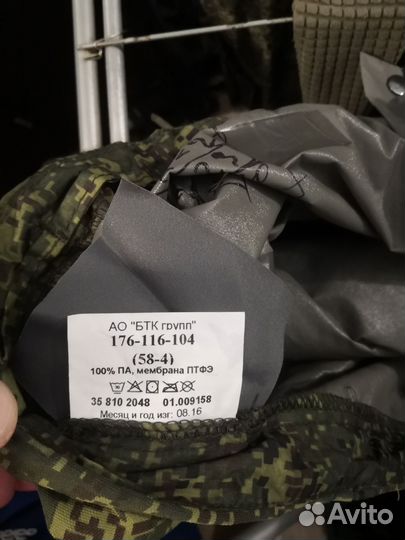 АО "БТК групп"
176-116-104
(58-4)
100% ПА, мембрана ПТФЭ
35 810 2048 01.009158
Месяц и год изг: 08.16
Avito